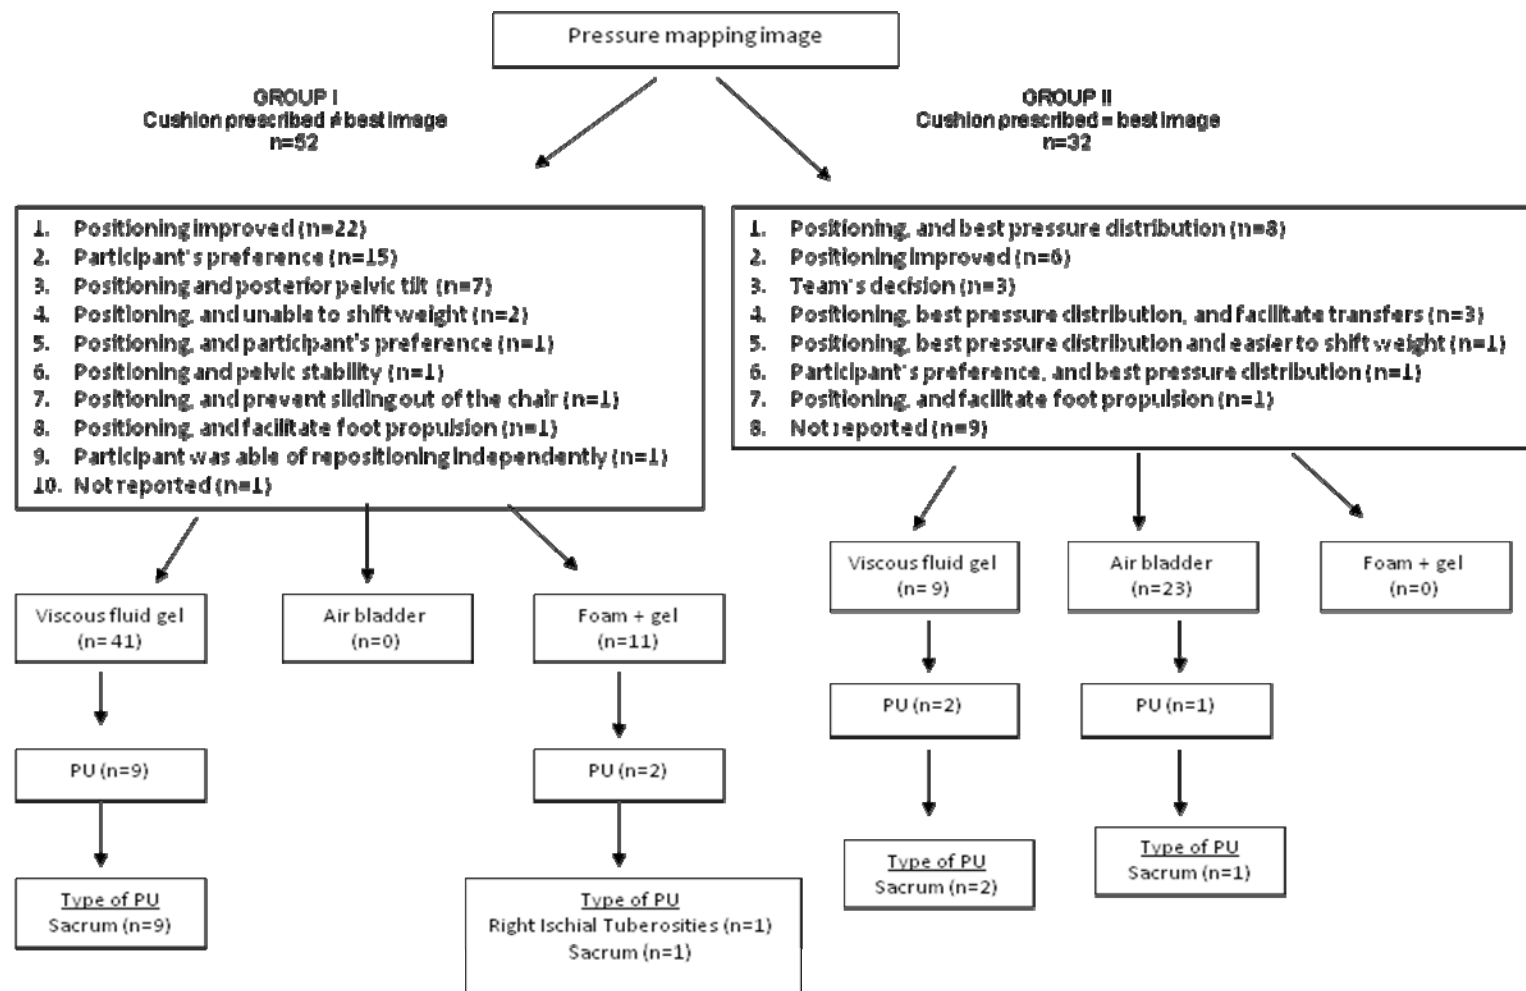 Pressure mapping image
GROUP I
Cushion prescribed ≠ best image
n=52
GROUP II
Cushion prescribed = best image
n=32
1. Positioning improved (n=22)
2. Participant's preference (n=15)
3. Positioning and posterior pelvic tilt (n=7)
4. Positioning, and unable to shift weight (n=2)
5. Positioning, and participant's preference (n=1)
6. Positioning and pelvic stability (n=1)
7. Positioning, and prevent sliding out of the chair (n=1)
8. Positioning, and facilitate foot propulsion (n=1)
9. Participant was able of repositioning independently (n=1)
10. Not reported (n=1)
1. Positioning, and best pressure distribution (n=8)
2. Positioning improved (n=6)
3. Team's decision (n=3)
4. Positioning, best pressure distribution, and facilitate transfers (n=3)
5. Positioning, best pressure distribution and easier to shift weight (n=1)
6. Participant's preference, and best pressure distribution (n=1)
7. Positioning, and facilitate foot propulsion (n=1)
8. Not reported (n=9)
Viscous fluid gel
(n= 41)
Air bladder
(n=0)
Foam + gel
(n=11)
Viscous fluid gel
(n= 9)
Air bladder
(n=23)
Foam + gel
(n=0)
PU (n=9)
PU (n=2)
PU (n=2)
PU (n=1)
Type of PU
Sacrum (n=9)
Type of PU
Right Ischial Tuberosities (n=1)
Sacrum (n=1)
Type of PU
Sacrum (n=2)
Type of PU
Sacrum (n=1)